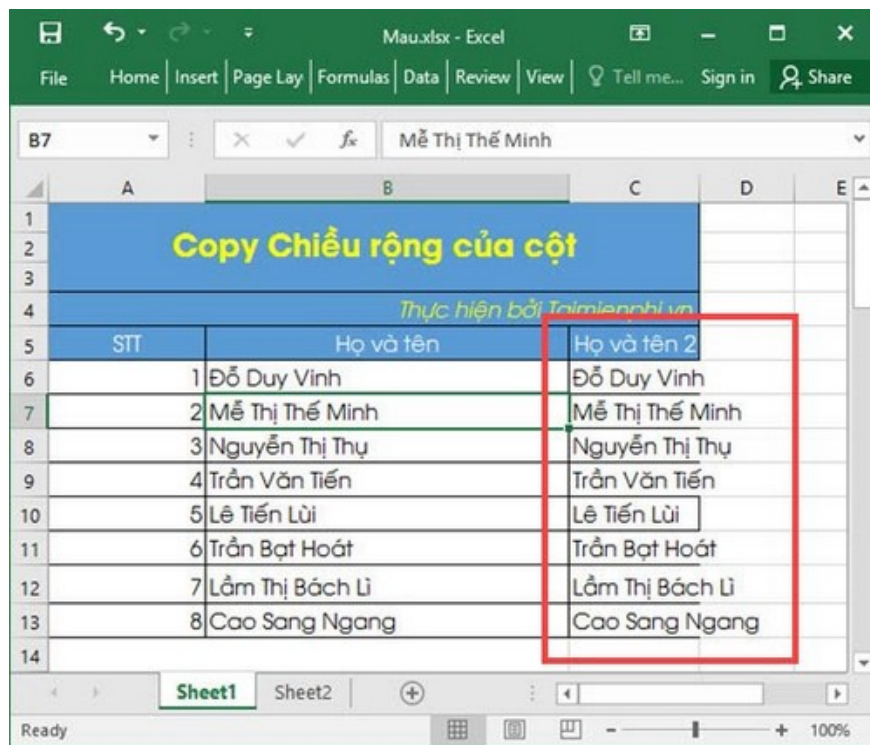 Mau.xlsx - Excel
File Home Insert Page Lay Formulas Data Review View Tell me... Sign in Share
B7 fx Mễ Thị Thế Minh
A B C D E
1
2 Copy Chiều rộng của cột
3
4 Thực hiện bởi Taimienphi.vn
5 STT Họ và tên Họ và tên 2
6 1 Đỗ Duy Vinh Đỗ Duy Vinh
7 2 Mễ Thị Thế Minh Mễ Thị Thế Minh
8 3 Nguyễn Thị Thụ Nguyễn Thị Thụ
9 4 Trần Văn Tiến Trần Văn Tiến
10 5 Lê Tiến Lùi Lê Tiến Lùi
11 6 Trần Bạt Hoát Trần Bạt Hoát
12 7 Lầm Thị Bách Lì Lầm Thị Bách Lì
13 8 Cao Sang Ngang Cao Sang Ngang
14
Sheet1 Sheet2
Ready 100%